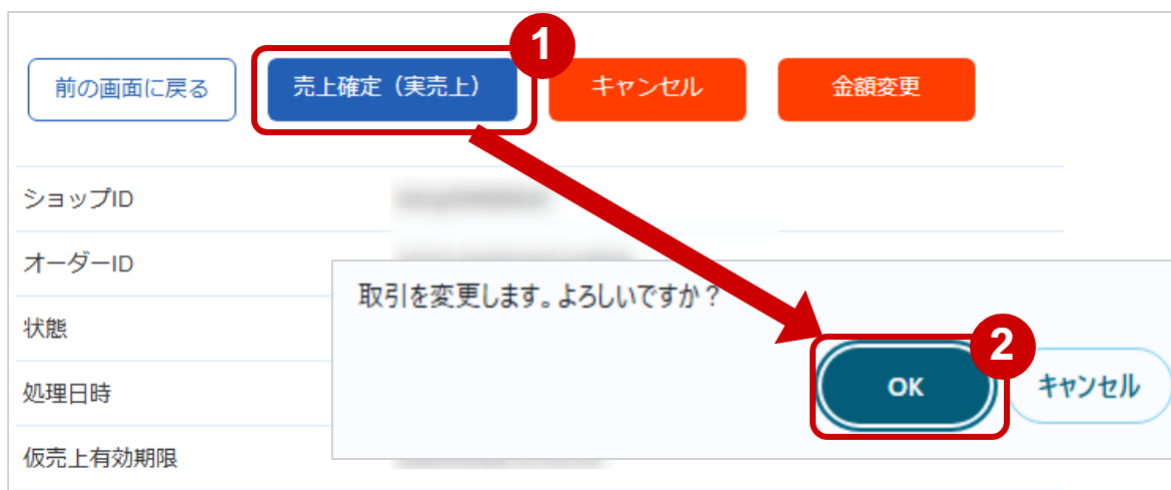 1
前の画面に戻る
売上確定（実売上）
キャンセル
金額変更
ショップID
オーダーID
取引を変更します。よろしいですか？
状態
2
OK
キャンセル
処理日時
仮売上有効期限